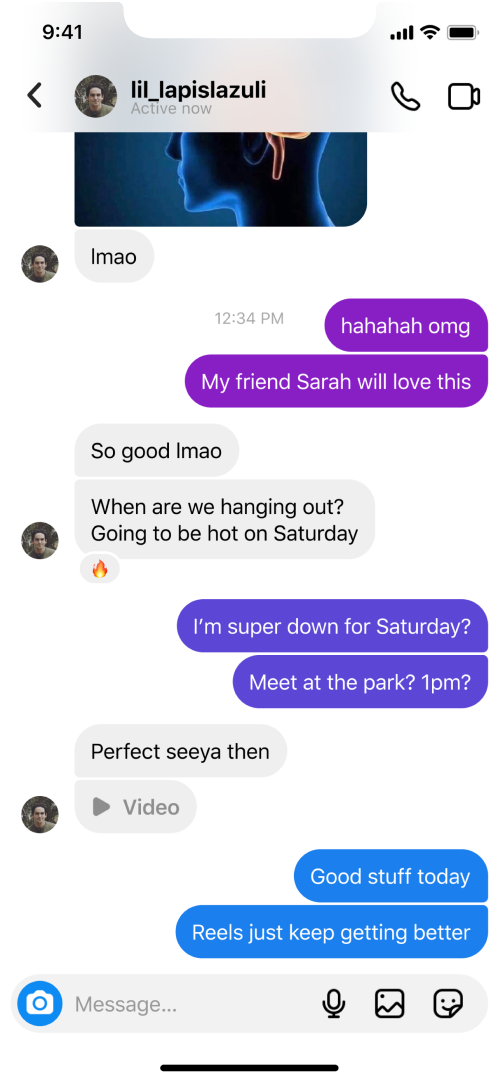 9:41
lil_lapislazuli
Active now
lmao
12:34 PM
hahahah omg
My friend Sarah will love this
So good lmao
When are we hanging out?
Going to be hot on Saturday
🔥
I’m super down for Saturday?
Meet at the park? 1pm?
Perfect seeya then
Video
Good stuff today
Reels just keep getting better
Message...